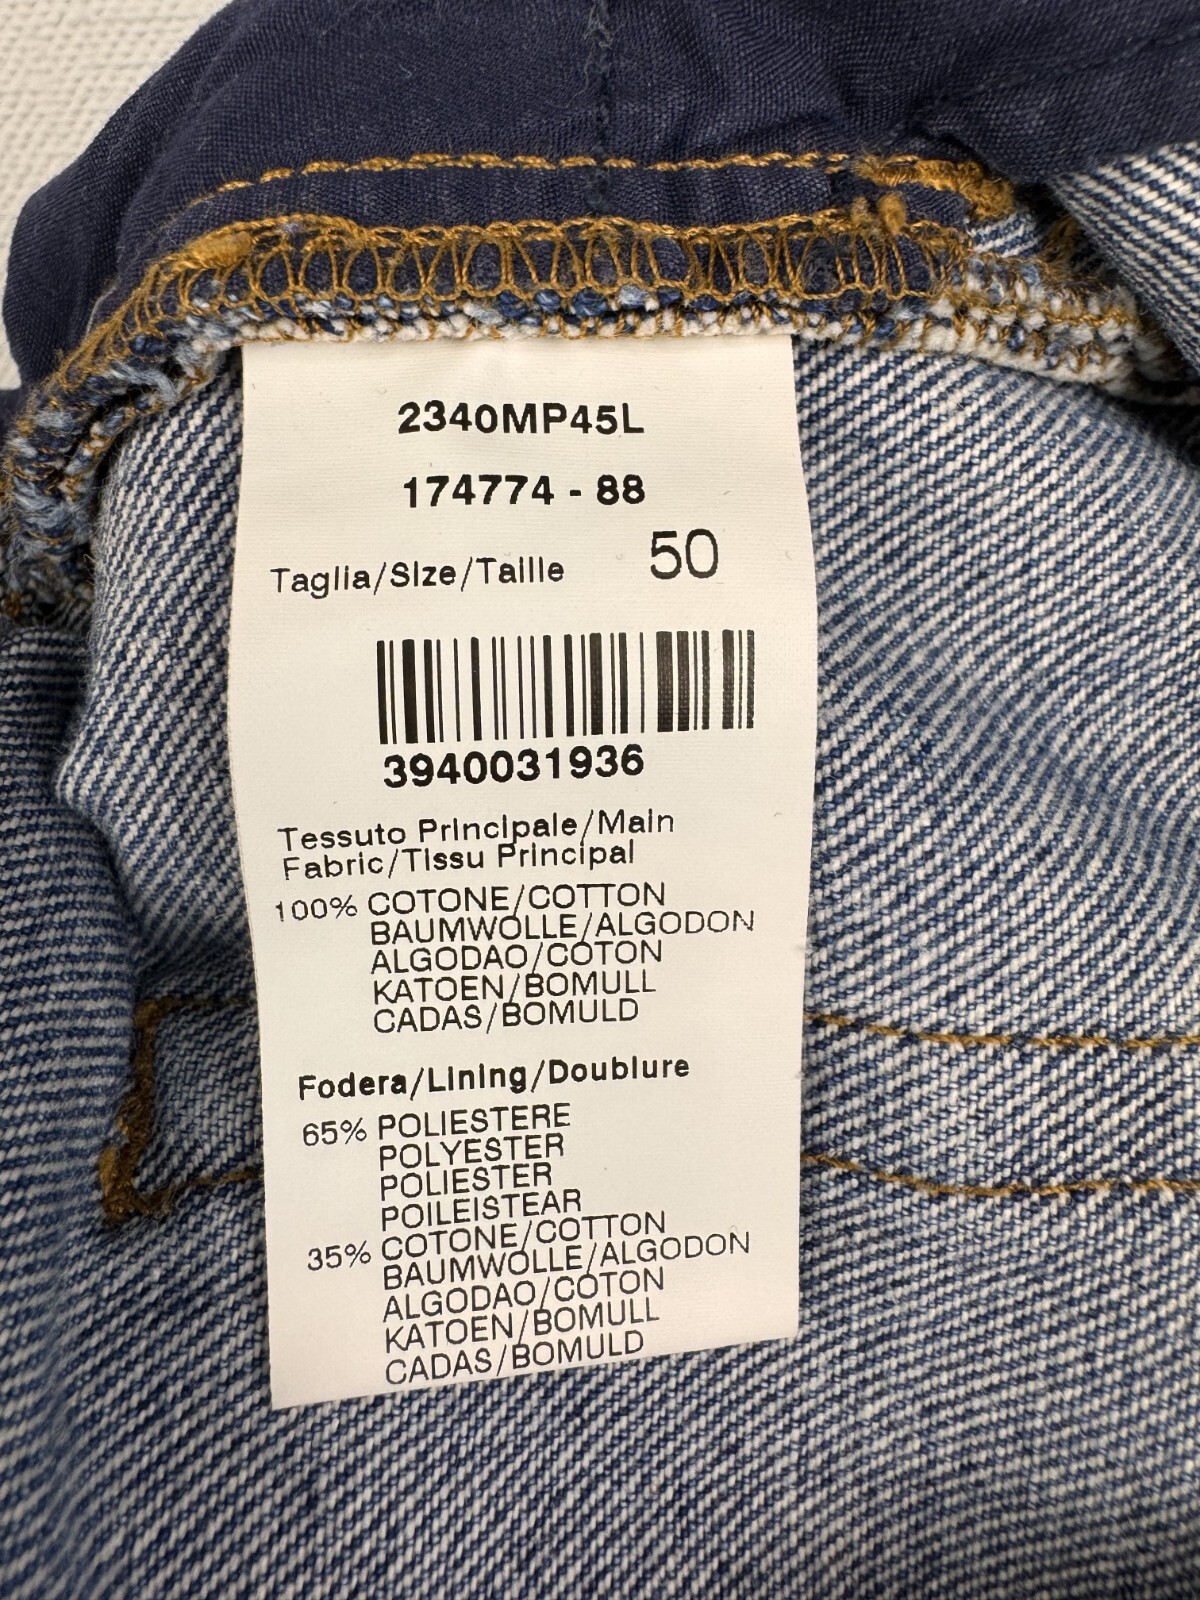 2340MP45L
174774 - 88
Taglia/Size/Taille 50
3940031936
Tessuto Principale/Main
Fabric/Tissu Principal
100% COTONE/COTTON
BAUMWOLLE/ALGODON
ALGODAO/COTON
KATOEN/BOMULL
CADAS/BOMULD
Fodera/Lining/Doublure
65% POLIESTERE
POLYESTER
POLIESTER
POILEISTEAR
35% COTONE/COTTON
BAUMWOLLE/ALGODON
ALGODAO/COTON
KATOEN/BOMULL
CADAS/BOMULD